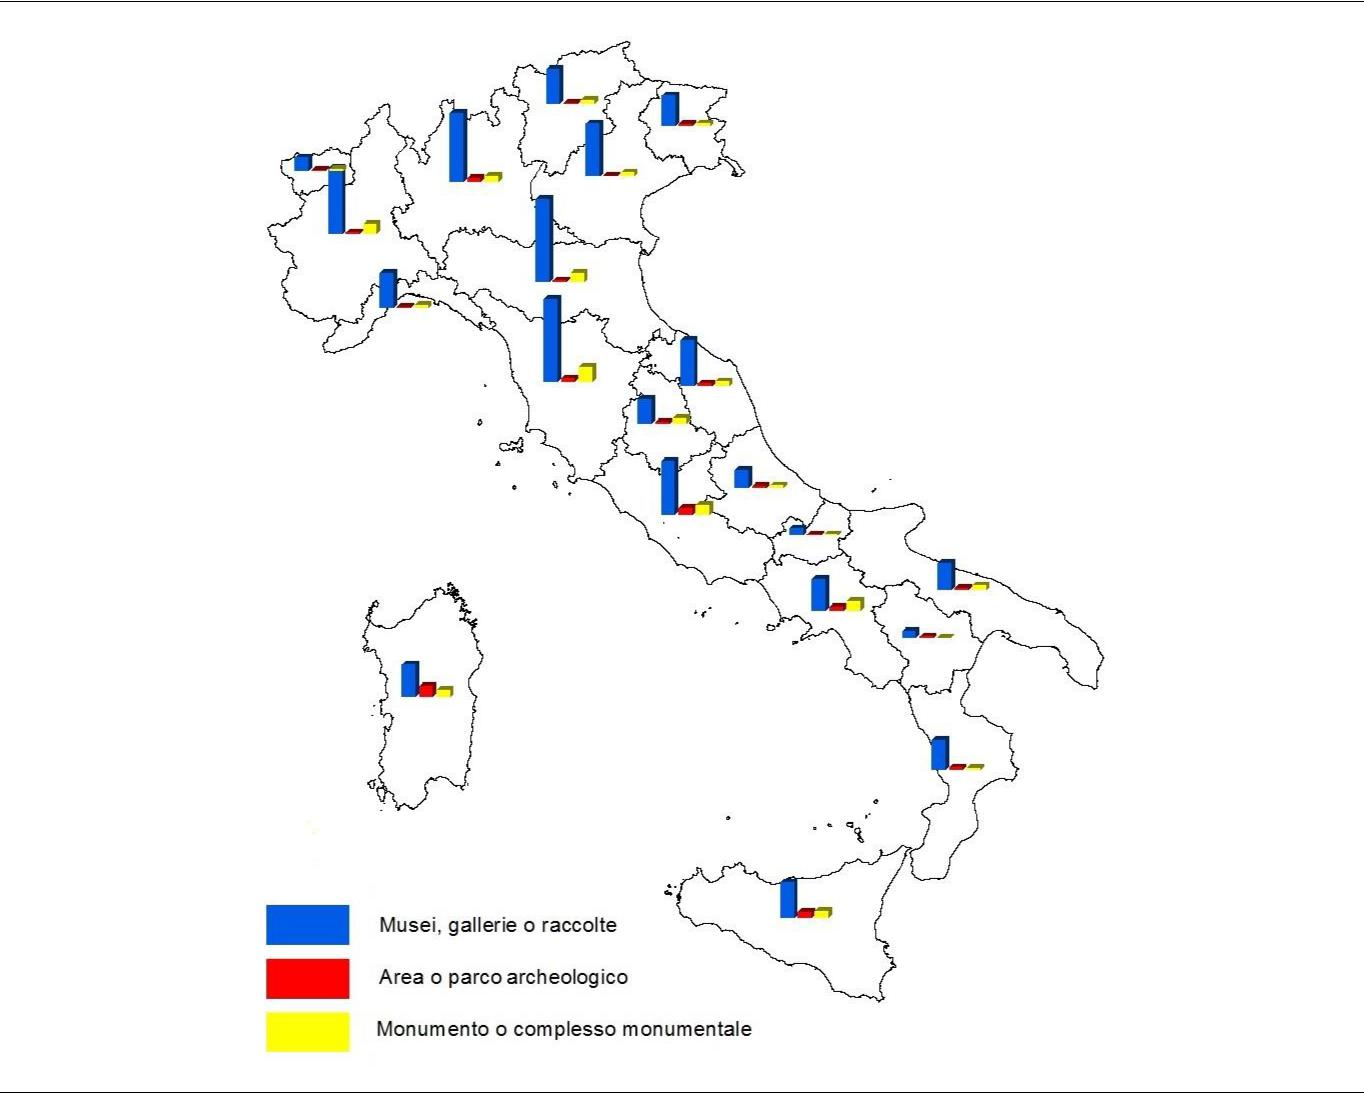 Musei, gallerie o raccolte
Area o parco archeologico
Monumento o complesso monumentale